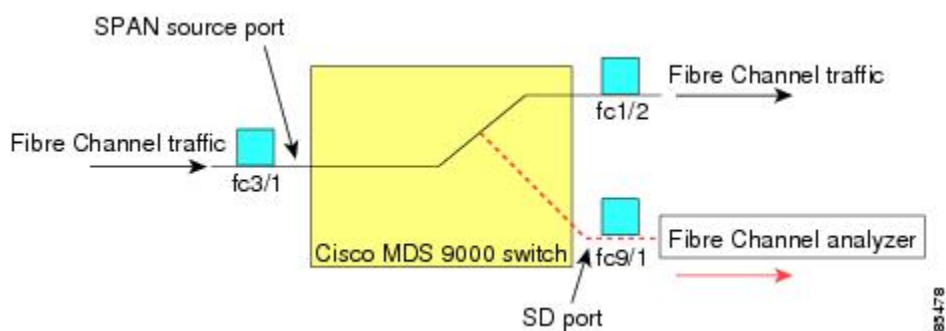 SPAN source port
Fibre Channel traffic
fc3/1
Cisco MDS 9000 switch
fc1/2
Fibre Channel traffic
fc9/1
Fibre Channel analyzer
SD port
85478